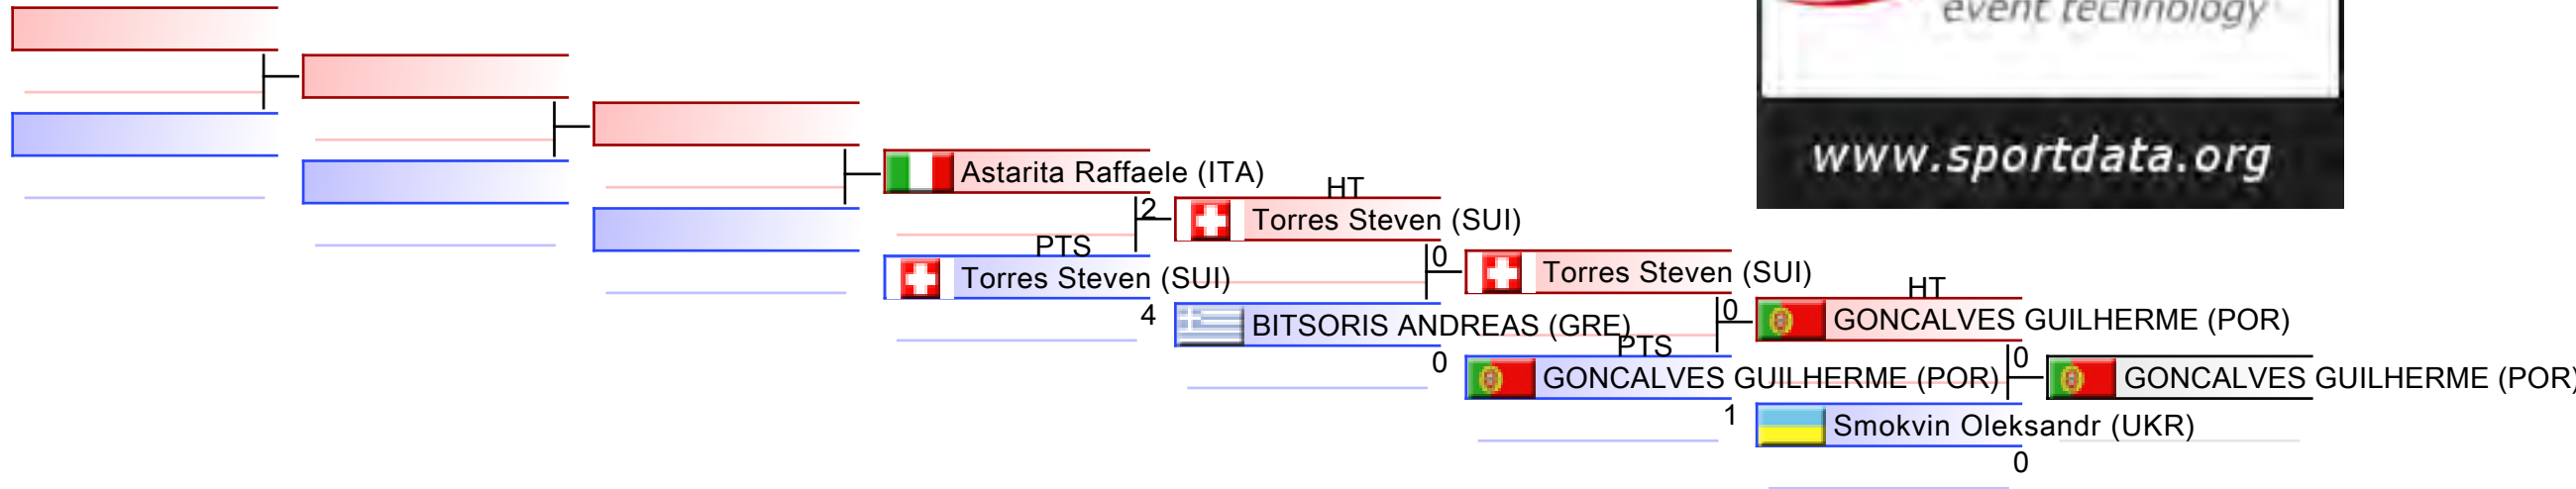 event technology
www.sportdata.org
Astarita Raffaele (ITA)
2
PTS
Torres Steven (SUI)
4
HT
Torres Steven (SUI)
0
BITSORIS ANDREAS (GRE)
0
Torres Steven (SUI)
0
PTS
GONCALVES GUILHERME (POR)
1
HT
GONCALVES GUILHERME (POR)
0
Smokvin Oleksandr (UKR)
0
GONCALVES GUILHERME (POR)